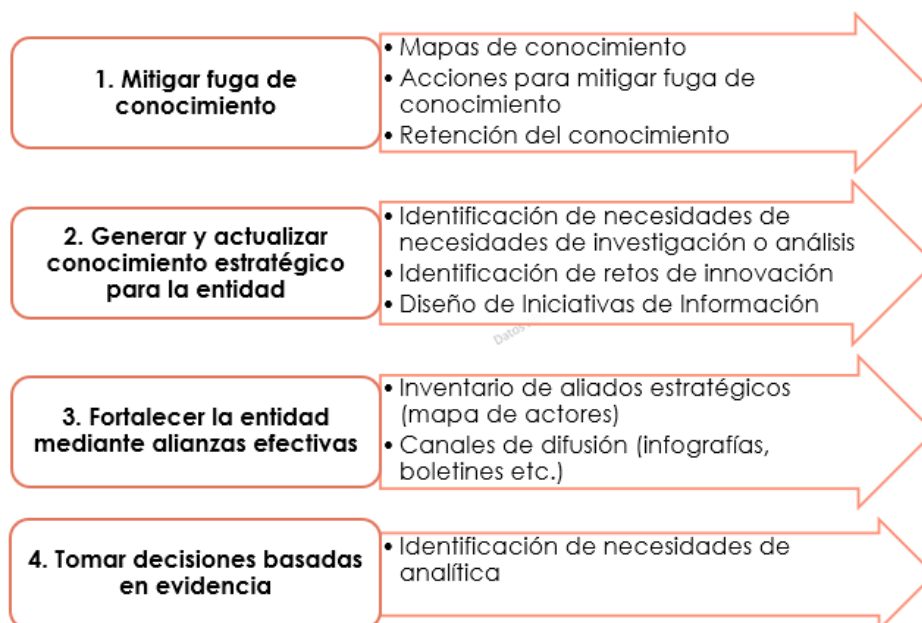 1. Mitigar fuga de
conocimiento
• Mapas de conocimiento
• Acciones para mitigar fuga de
conocimiento
• Retención del conocimiento
2. Generar y actualizar
conocimiento estratégico
para la entidad
• Identificación de necesidades de
necesidades de investigación o análisis
• Identificación de retos de innovación
• Diseño de Iniciativas de Información
Datos
3. Fortalecer la entidad
mediante alianzas efectivas
• Inventario de aliados estratégicos
(mapa de actores)
• Canales de difusión (infografías,
boletines etc.)
4. Tomar decisiones basadas
en evidencia
• Identificación de necesidades de
analítica